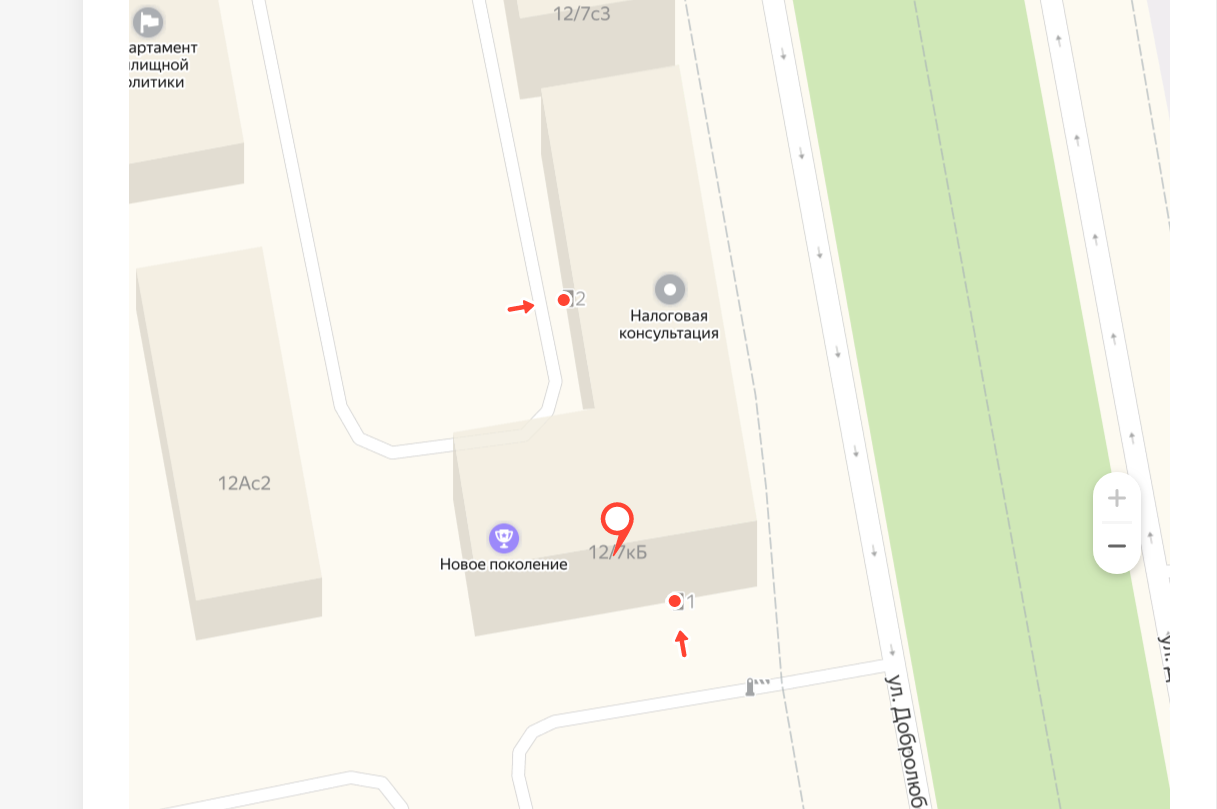 12/7с3
артамент
лищной
олитики
2
Налоговая
консультация
12Ас2
12/7кБ
Новое поколение
1
ул. Добролюб
ул. Д